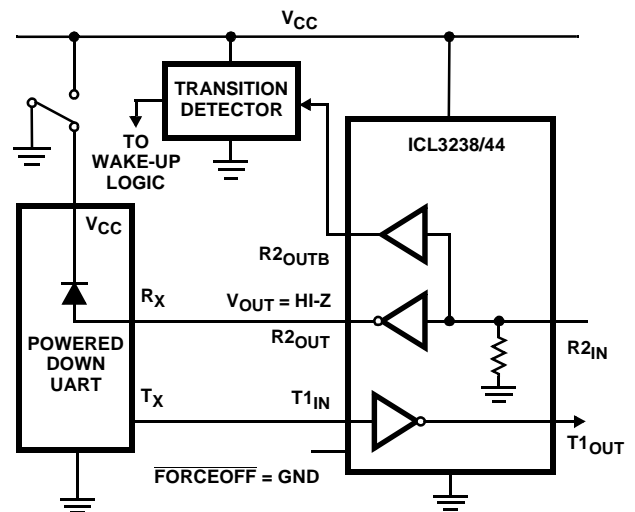 VCC
TRANSITION
DETECTOR
TO
WAKE-UP
LOGIC
ICL3238/44
VCC
R2OUTB
RX
VOUT = HI-Z
R2OUT
R2IN
POWERED
DOWN
UART
TX
T1IN
T1OUT
FORCEOFF = GND